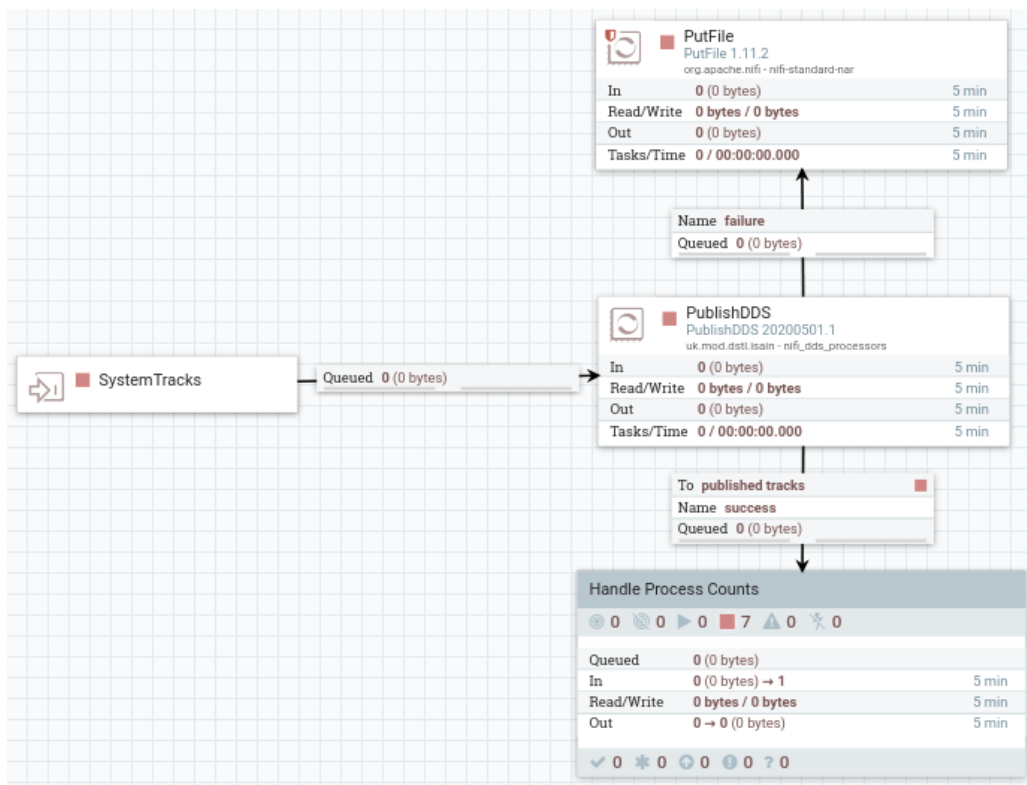 PutFile
PutFile 1.11.2
org.apache.nifi - nifi-standard-nar
In 0 (0 bytes) 5 min
Read/Write 0 bytes / 0 bytes 5 min
Out 0 (0 bytes) 5 min
Tasks/Time 0 / 00:00:00.000 5 min
Name failure
Queued 0 (0 bytes)
PublishDDS
PublishDDS 20200501.1
uk.mod.dstl.isain - nifi_dds_processors
In 0 (0 bytes) 5 min
Read/Write 0 bytes / 0 bytes 5 min
Out 0 (0 bytes) 5 min
Tasks/Time 0 / 00:00:00.000 5 min
SystemTracks
Queued 0 (0 bytes)
To published tracks
Name success
Queued 0 (0 bytes)
Handle Process Counts
0 0 0 7 0 0
Queued 0 (0 bytes)
In 0 (0 bytes) → 1 5 min
Read/Write 0 bytes / 0 bytes 5 min
Out 0 → 0 (0 bytes) 5 min
0 0 0 0 ? 0